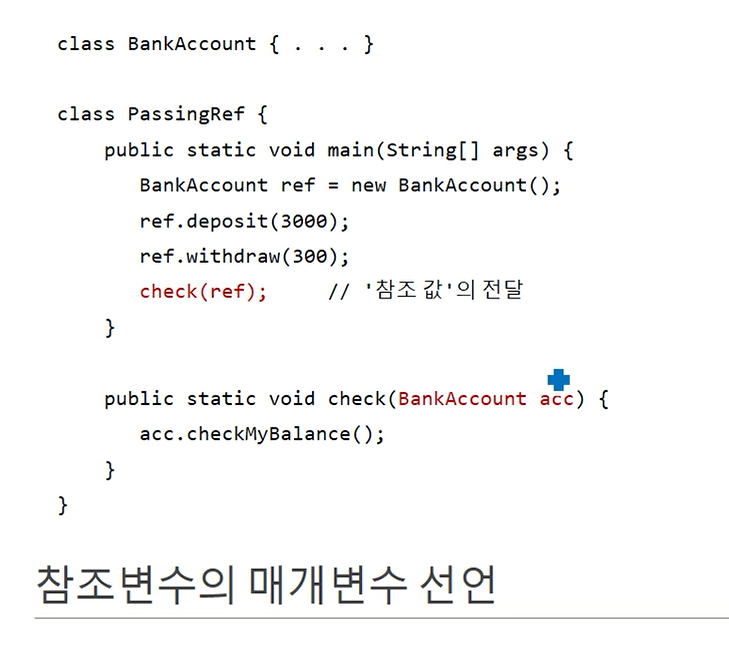 class BankAccount { . . . }
class PassingRef {
public static void main(String[] args) {
BankAccount ref = new BankAccount();
ref.deposit(3000);
ref.withdraw(300);
check(ref); // '참조 값'의 전달
}
public static void check(BankAccount acc) {
acc.checkMyBalance();
}
}
참조변수의 매개변수 선언